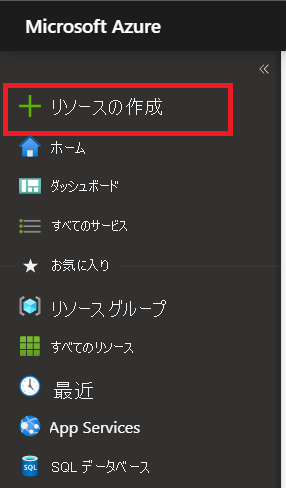 Microsoft Azure
«
リソースの作成
ホーム
ダッシュボード
すべてのサービス
お気に入り
リソース グループ
すべてのリソース
最近
App Services
SQL データベース